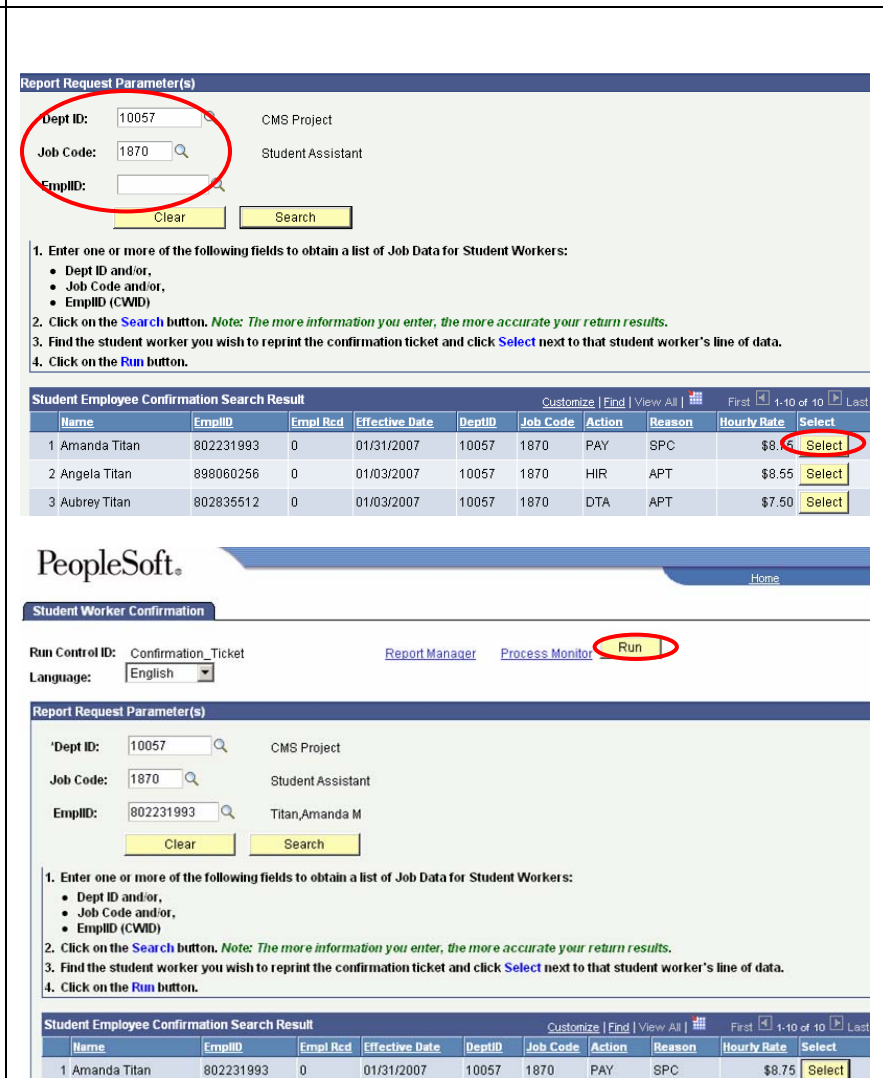 Report Request Parameter(s)
*Dept ID: 10057 CMS Project
Job Code: 1870 Student Assistant
EmplID:
Clear Search
1. Enter one or more of the following fields to obtain a list of Job Data for Student Workers:
• Dept ID and/or,
• Job Code and/or,
• EmplID (CWID)
2. Click on the Search button. Note: The more information you enter, the more accurate your return results.
3. Find the student worker you wish to reprint the confirmation ticket and click Select next to that student worker's line of data.
4. Click on the Run button.
Student Employee Confirmation Search Result Customize | Find | View All | First 1-10 of 10 Last
Name EmplID Empl Rcd Effective Date DeptID Job Code Action Reason Hourly Rate Select
1 Amanda Titan 802231993 0 01/31/2007 10057 1870 PAY SPC $8.75 Select
2 Angela Titan 898060256 0 01/03/2007 10057 1870 HIR APT $8.55 Select
3 Aubrey Titan 802835512 0 01/03/2007 10057 1870 DTA APT $7.50 Select
PeopleSoft.
Home
Student Worker Confirmation
Run Control ID: Confirmation_Ticket Report Manager Process Monitor Run
Language: English
Report Request Parameter(s)
*Dept ID: 10057 CMS Project
Job Code: 1870 Student Assistant
EmplID: 802231993 Titan,Amanda M
Clear Search
1. Enter one or more of the following fields to obtain a list of Job Data for Student Workers:
• Dept ID and/or,
• Job Code and/or,
• EmplID (CWID)
2. Click on the Search button. Note: The more information you enter, the more accurate your return results.
3. Find the student worker you wish to reprint the confirmation ticket and click Select next to that student worker's line of data.
4. Click on the Run button.
Student Employee Confirmation Search Result Customize | Find | View All | First 1-10 of 10 Last
Name EmplID Empl Rcd Effective Date DeptID Job Code Action Reason Hourly Rate Select
1 Amanda Titan 802231993 0 01/31/2007 10057 1870 PAY SPC $8.75 Select